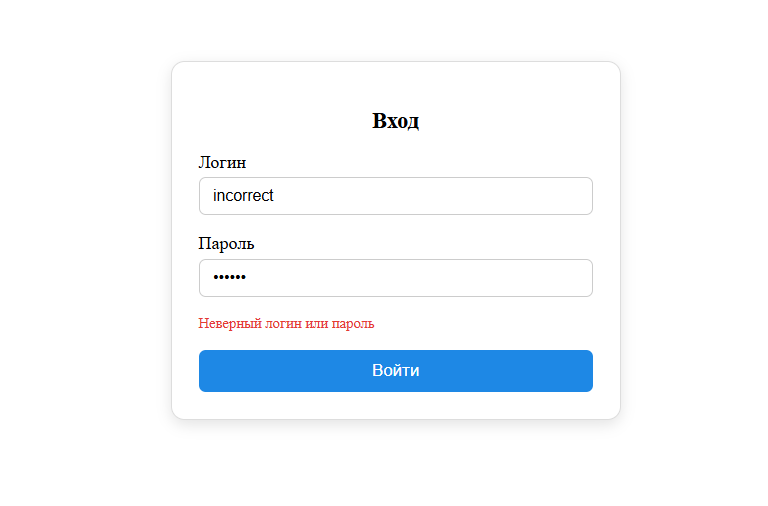 Вход
Логин
incorrect
Пароль
••••••
Неверный логин или пароль
Войти